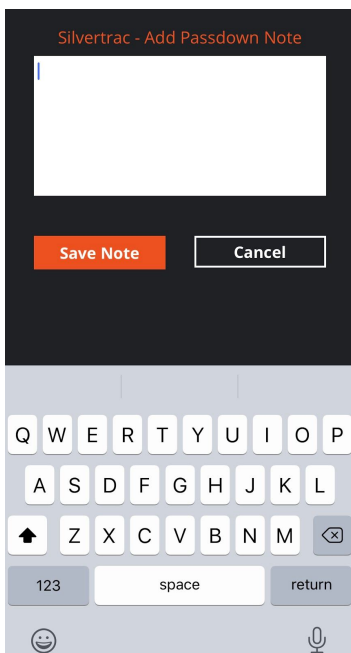 Silvertrac - Add Passdown Note
Save Note Cancel
Q W E R T Y U I O P
A S D F G H J K L
Z X C V B N M
123 space return